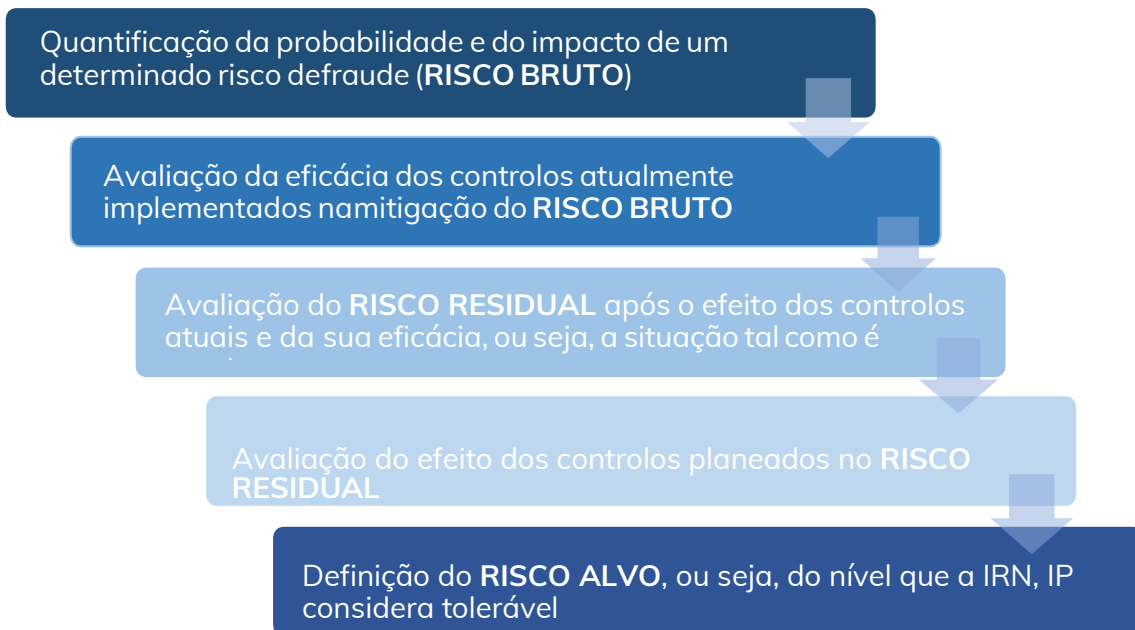 Quantificação da probabilidade e do impacto de um
determinado risco defraude (RISCO BRUTO)
Avaliação da eficácia dos controlos atualmente
implementados namitigação do RISCO BRUTO
Avaliação do RISCO RESIDUAL após o efeito dos controlos
atuais e da sua eficácia, ou seja, a situação tal como é
Avaliação do efeito dos controlos planeados no RISCO
RESIDUAL
Definição do RISCO ALVO, ou seja, do nível que a IRN, IP
considera tolerável